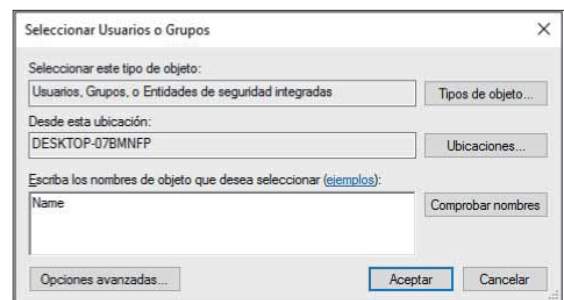 Seleccionar Usuarios o Grupos
Seleccionar este tipo de objeto:
Usuarios, Grupos, o Entidades de seguridad integradas
Tipos de objeto...
Desde esta ubicación:
DESKTOP-07BMNFP
Ubicaciones...
Escriba los nombres de objeto que desea seleccionar (ejemplos):
Name
Comprobar nombres
Opciones avanzadas...
Aceptar
Cancelar